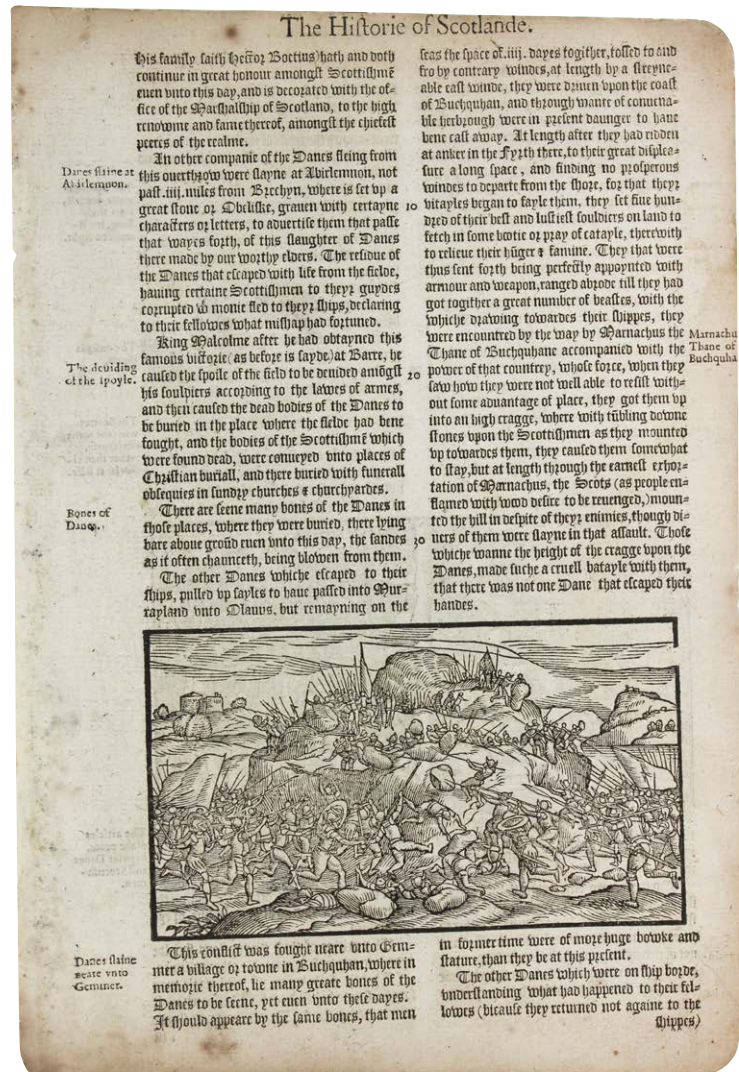 The Historie of Scotlande.
his family saith Hector Boetius) hath and doth
continue in great honour amongst Scottishmē
euen vnto this day, and is decorated with the of-
fice of the Marshalship of Scotland, to the high
renowme and fame thereof, amongst the chiefest
peeres of the realme.
An other companie of the Danes fleing from
this ouerthrow were slayne at Abirlemnon, not
past .iiij. miles from Brechyn, where is set vp a
great stone or Obeliske, grauen with certayne
characters or letters, to aduertise them that passe
that wayes forth, of this slaughter of Danes
there made by our worthy elders. The residue of
the Danes that escaped with life from the fielde,
hauing certaine Scottishmen to theyr guydes
corrupted wt monie fled to theyr ships, declaring
to their fellowes what mishap had fortuned.
King Malcolme after he had obtayned this
famous victorie (as before is sayde) at Barre, he
caused the spoile of the field to be deuided amōgst
his souldiers according to the lawes of armes,
and then caused the dead bodies of the Danes to
be buried in the place where the fielde had bene
fought, and the bodies of the Scottishmē which
were found dead, were conueyed vnto places of
Christian buriall, and there buried with funerall
obsequies in sundry churches & churchyardes.
There are seene many bones of the Danes in
those places, where they were buried, there lying
bare aboue groūd euen vnto this day, the sandes
as it often chaunceth, being blowen from them.
The other Danes whiche escaped to their
ships, pulled vp sayles to haue passed into Mur-
rayland vnto Olauus, but remayning on the
Danes slaine at
Abirlemnon.
The deuiding
of the spoyle.
Bones of
Danes.
10
20
30
seas the space of .iiij. dayes togither, tossed to and
fro by contrary windes, at length by a streyne-
able east winde, they were driuen vpon the coast
of Buchquhan, and through wante of conuena-
ble herbrough were in present daunger to haue
bene cast away. At length after they had ridden
at anker in the Fyrth there, to their great displea-
sure a long space, and finding no prosperous
windes to departe from the shore, for that theyr
vitayles began to fayle them, they set fiue hun-
dred of their best and lustiest souldiers on land to
fetch in some bootie or pray of catayle, therewith
to relieue their hūger & famine. They that were
thus sent forth being perfectly appoynted with
armour and weapon, ranged abrode till they had
got together a great number of beastes, with the
whiche drawing towardes their shippes, they
were encountred by the way by Marnachus the
Thane of Buchquhane accompanied with the
power of that countrey, whose force, when they
saw how they were not well able to resist with-
out some aduantage of place, they got them vp
into an high cragge, where with tūbling downe
stones vpon the Scottishmen as they mounted
vp towardes them, they caused them somewhat
to stay, but at length through the earnest exhor-
tation of Marnachus, the Scots (as people en-
flamed with wood desire to be reuenged,) moun-
ted the hill in despite of theyr enimies, though di-
uers of them were slayne in that assault. Those
whiche wanne the height of the cragge vpon the
Danes, made suche a cruell batayle with them,
that there was not one Dane that escaped their
handes.
Marnachu
Thane of
Buchquha
This conflict was fought neare vnto Gem-
mer a village or towne in Buchquhan, where in
memorie thereof, lie many greate bones of the
Danes to be seene, yet euen vnto these dayes.
It should appeare by the same bones, that men
Danes slaine
neare vnto
Gemmer.
in former time were of more huge bowke and
stature, than they be at this present.
The other Danes which were on ship borde,
vnderstanding what had happened to their fel-
lowes (bicause they returned not againe to the
shippes)